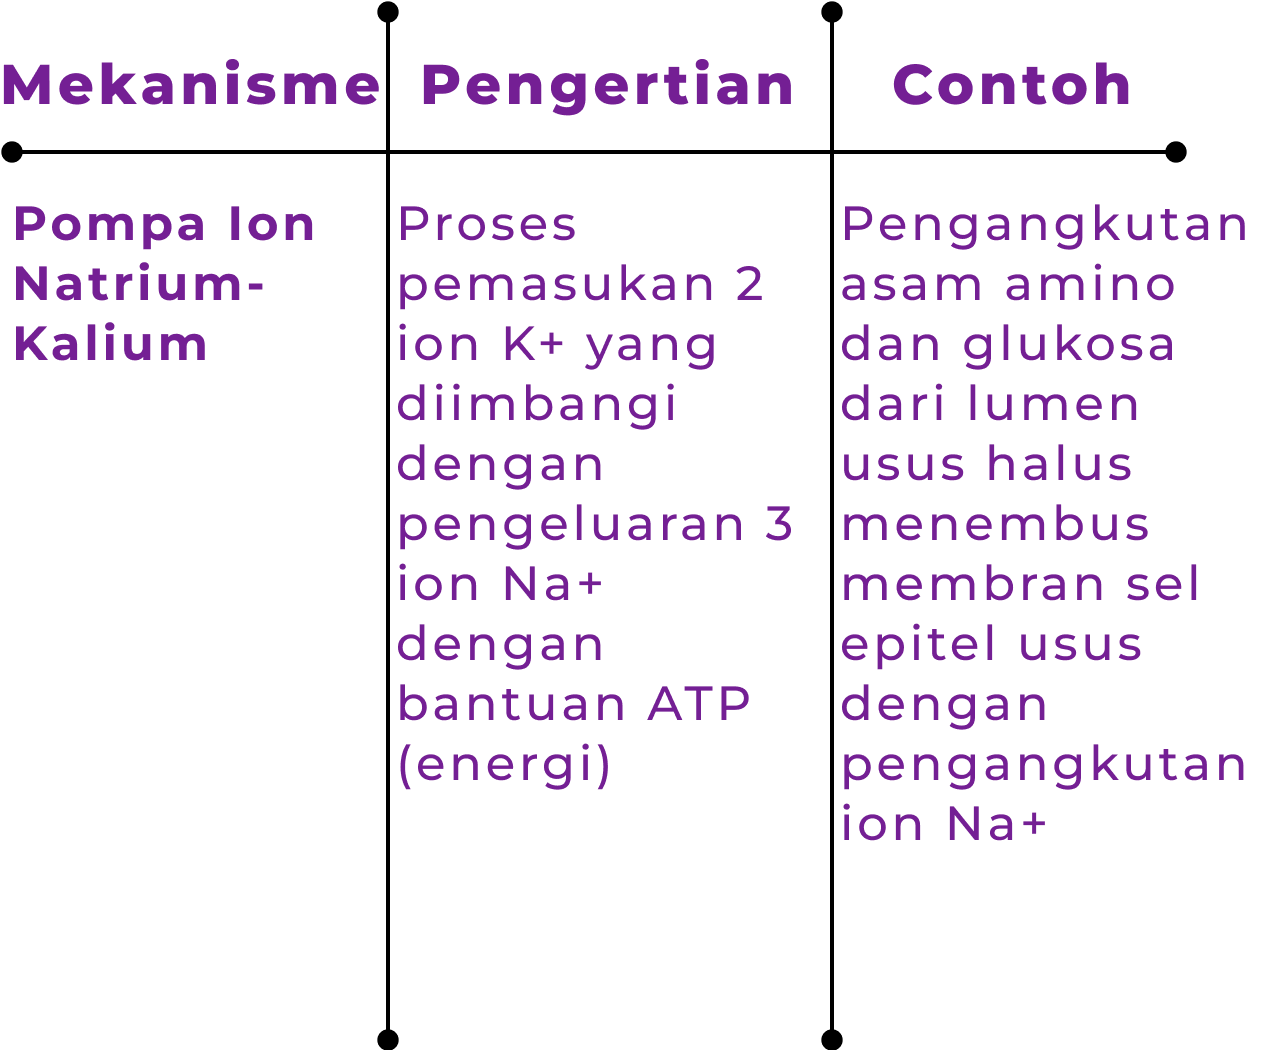 Mekanisme
Pengertian
Contoh
Pompa Ion
Natrium-
Kalium
Proses
pemasukan 2
ion K+ yang
diimbangi
dengan
pengeluaran 3
ion Na+
dengan
bantuan ATP
(energi)
Pengangkutan
asam amino
dan glukosa
dari lumen
usus halus
menembus
membran sel
epitel usus
dengan
pengangkutan
ion Na+